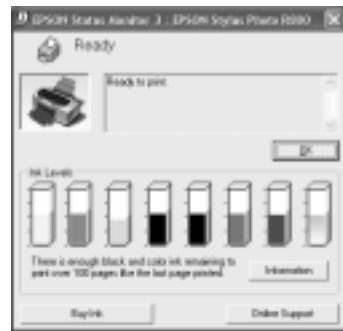 EPSON Status Monitor 3 : EPSON Stylus Photo R800
Ready
Ready to print.
OK
Ink Levels
There is enough black and color ink remaining to
print over 100 pages like the last page printed.
Information
Buy Ink
Online Support